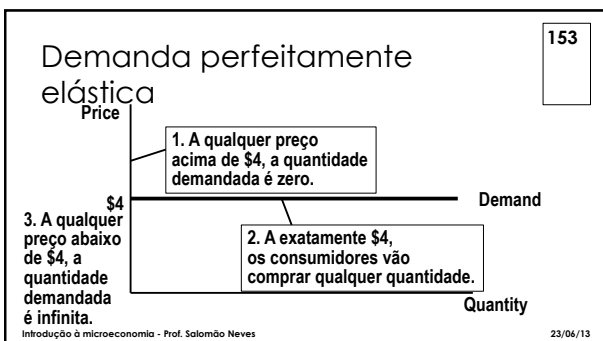 Demanda perfeitamente
elástica
153
Price
1. A qualquer preço
acima de $4, a quantidade
demandada é zero.
$4
Demand
3. A qualquer
preço abaixo
de $4, a
quantidade
demandada
é infinita.
2. A exatamente $4,
os consumidores vão
comprar qualquer quantidade.
Quantity
Introdução à microeconomia - Prof. Salomão Neves
23/06/13